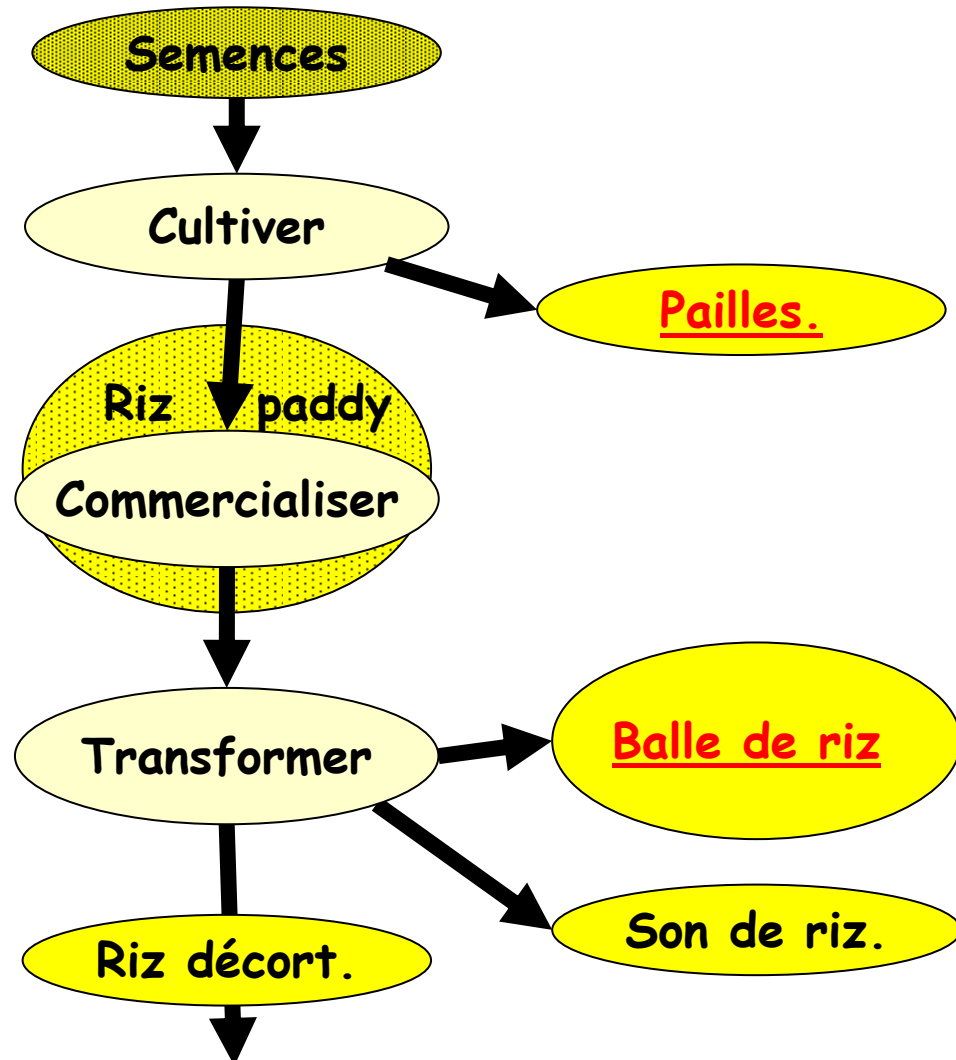 Semences
Cultiver
Pailles.
Riz paddy
Commercialiser
Transformer
Balle de riz
Son de riz.
Riz décort.